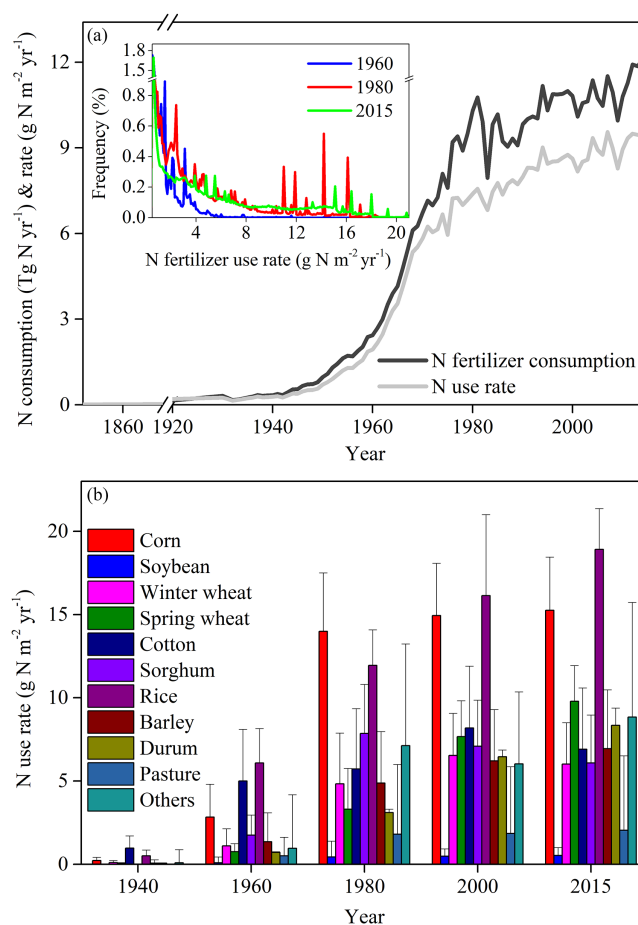 (a)
N consumption (Tg N yr⁻¹) & rate (g N m⁻² yr⁻¹)
12
9
6
3
0
1860
1920
1940
1960
1980
2000
Year
N fertilizer consumption
N use rate
Frequency (%)
1.8
1.5
0.8
0.6
0.4
0.2
0.0
4
8
12
16
20
N fertilizer use rate (g N m⁻² yr⁻¹)
1960
1980
2015
(b)
N use rate (g N m⁻² yr⁻¹)
20
15
10
5
0
Corn
Soybean
Winter wheat
Spring wheat
Cotton
Sorghum
Rice
Barley
Durum
Pasture
Others
1940
1960
1980
2000
2015
Year